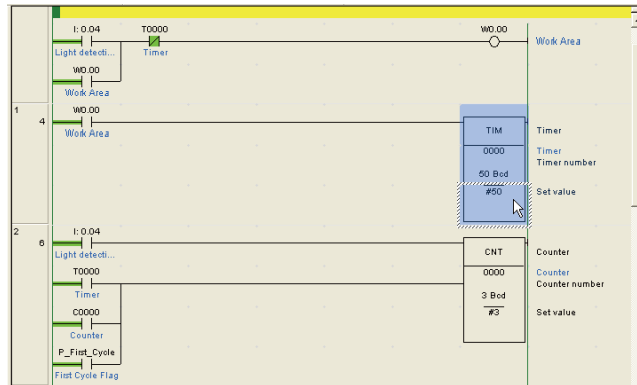 I: 0.04 T0000 W0.00
Light detecti... Timer Work Area
W0.00
Work Area
1
4 W0.00
Work Area
TIM Timer
0000 Timer
Timer number
50 Bcd
#50 Set value
2
6 I: 0.04
Light detecti...
CNT Counter
T0000 0000 Counter
Timer Counter number
3 Bcd
C0000 #3 Set value
Counter
P_First_Cycle
First Cycle Flag